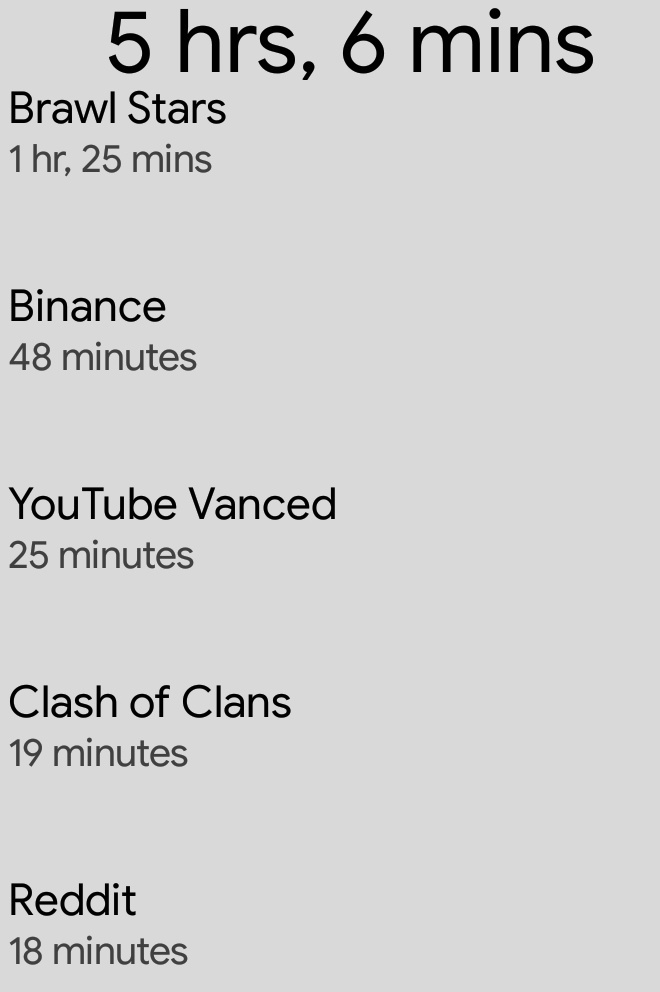 5 hrs, 6 mins
Brawl Stars
1 hr, 25 mins
Binance
48 minutes
YouTube Vanced
25 minutes
Clash of Clans
19 minutes
Reddit
18 minutes